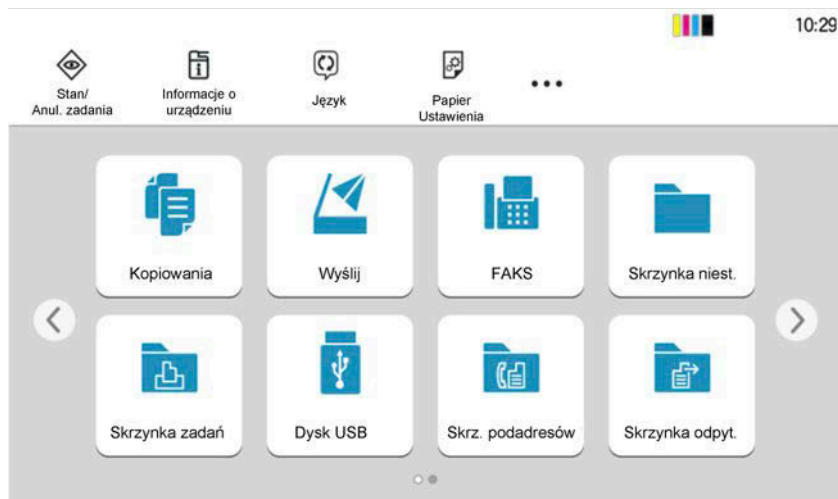 10:29
Stan/
Anul. zadania
Informacje o
urządzeniu
Język
Papier
Ustawienia
Kopiowania
Wyślij
FAKS
Skrzynka niest.
Skrzynka zadań
Dysk USB
Skrz. podadresów
Skrzynka odpyt.